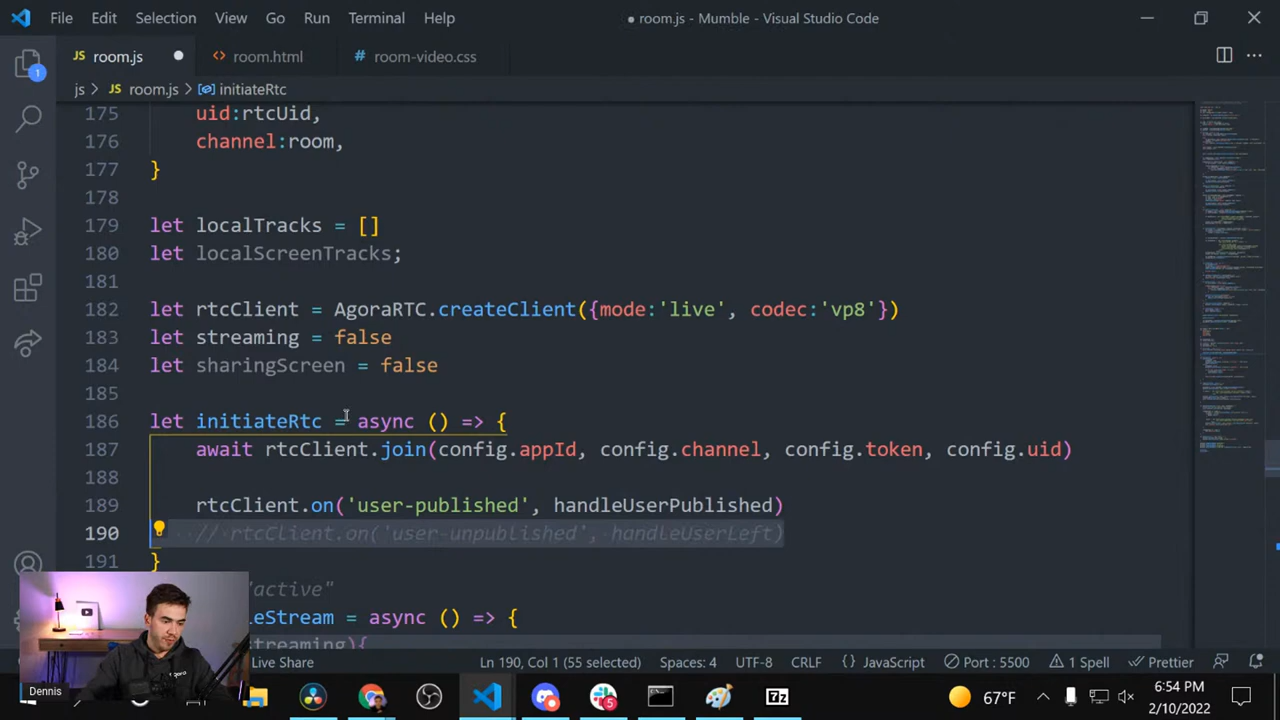 File Edit Selection View Go Run Terminal Help ● room.js - Mumble - Visual Studio Code
JS room.js ● <> room.html # room-video.css
js > JS room.js > initiateRtc
175 uid:rtcUid,
176 channel:room,
177 }
178
179 let localTracks = []
180 let localScreenTracks;
181
182 let rtcClient = AgoraRTC.createClient({mode:'live', codec:'vp8'})
183 let streaming = false
184 let sharingScreen = false
185
186 let initiateRtc = async () => {
187 await rtcClient.join(config.appId, config.channel, config.token, config.uid)
188
189 rtcClient.on('user-published', handleUserPublished)
190 // rtcClient.on('user-unpublished', handleUserLeft)
191 }
active"
leStream = async () => {
streaming){
Live Share Ln 190, Col 1 (55 selected) Spaces: 4 UTF-8 CRLF {} JavaScript Port : 5500 1 Spell Prettier
Dennis
67°F
6:54 PM
2/10/2022